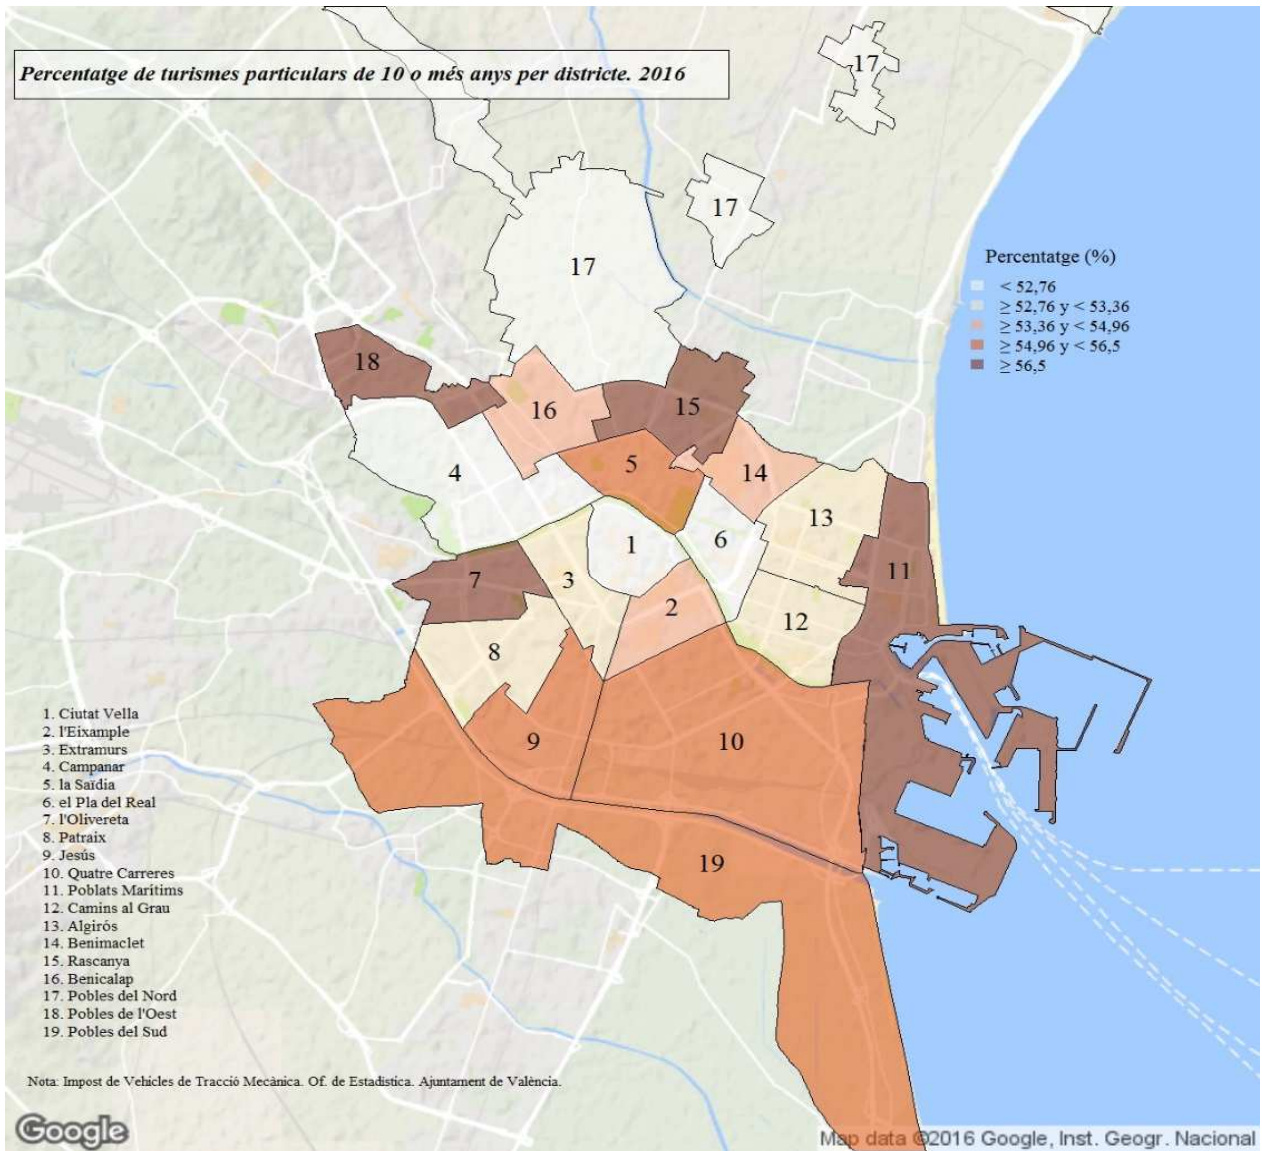 Percentatge de turismes particulars de 10 o més anys per districte. 2016
17
17
17
Percentatge (%)
< 52,76
≥ 52,76 y < 53,36
≥ 53,36 y < 54,96
≥ 54,96 y < 56,5
≥ 56,5
18
16
15
5
14
4
13
6
1
11
7
3
2
12
8
9
10
19
1. Ciutat Vella
2. l'Eixample
3. Extramurs
4. Campanar
5. la Saïdia
6. el Pla del Real
7. l'Olivereta
8. Patraix
9. Jesús
10. Quatre Carreres
11. Poblats Marítims
12. Camins al Grau
13. Algirós
14. Benimaclet
15. Rascanya
16. Benicalap
17. Pobles del Nord
18. Pobles de l'Oest
19. Pobles del Sud
Nota: Impost de Vehicles de Tracció Mecànica. Of. de Estadística. Ajuntament de València.
Google
Map data ©2016 Google, Inst. Geogr. Nacional